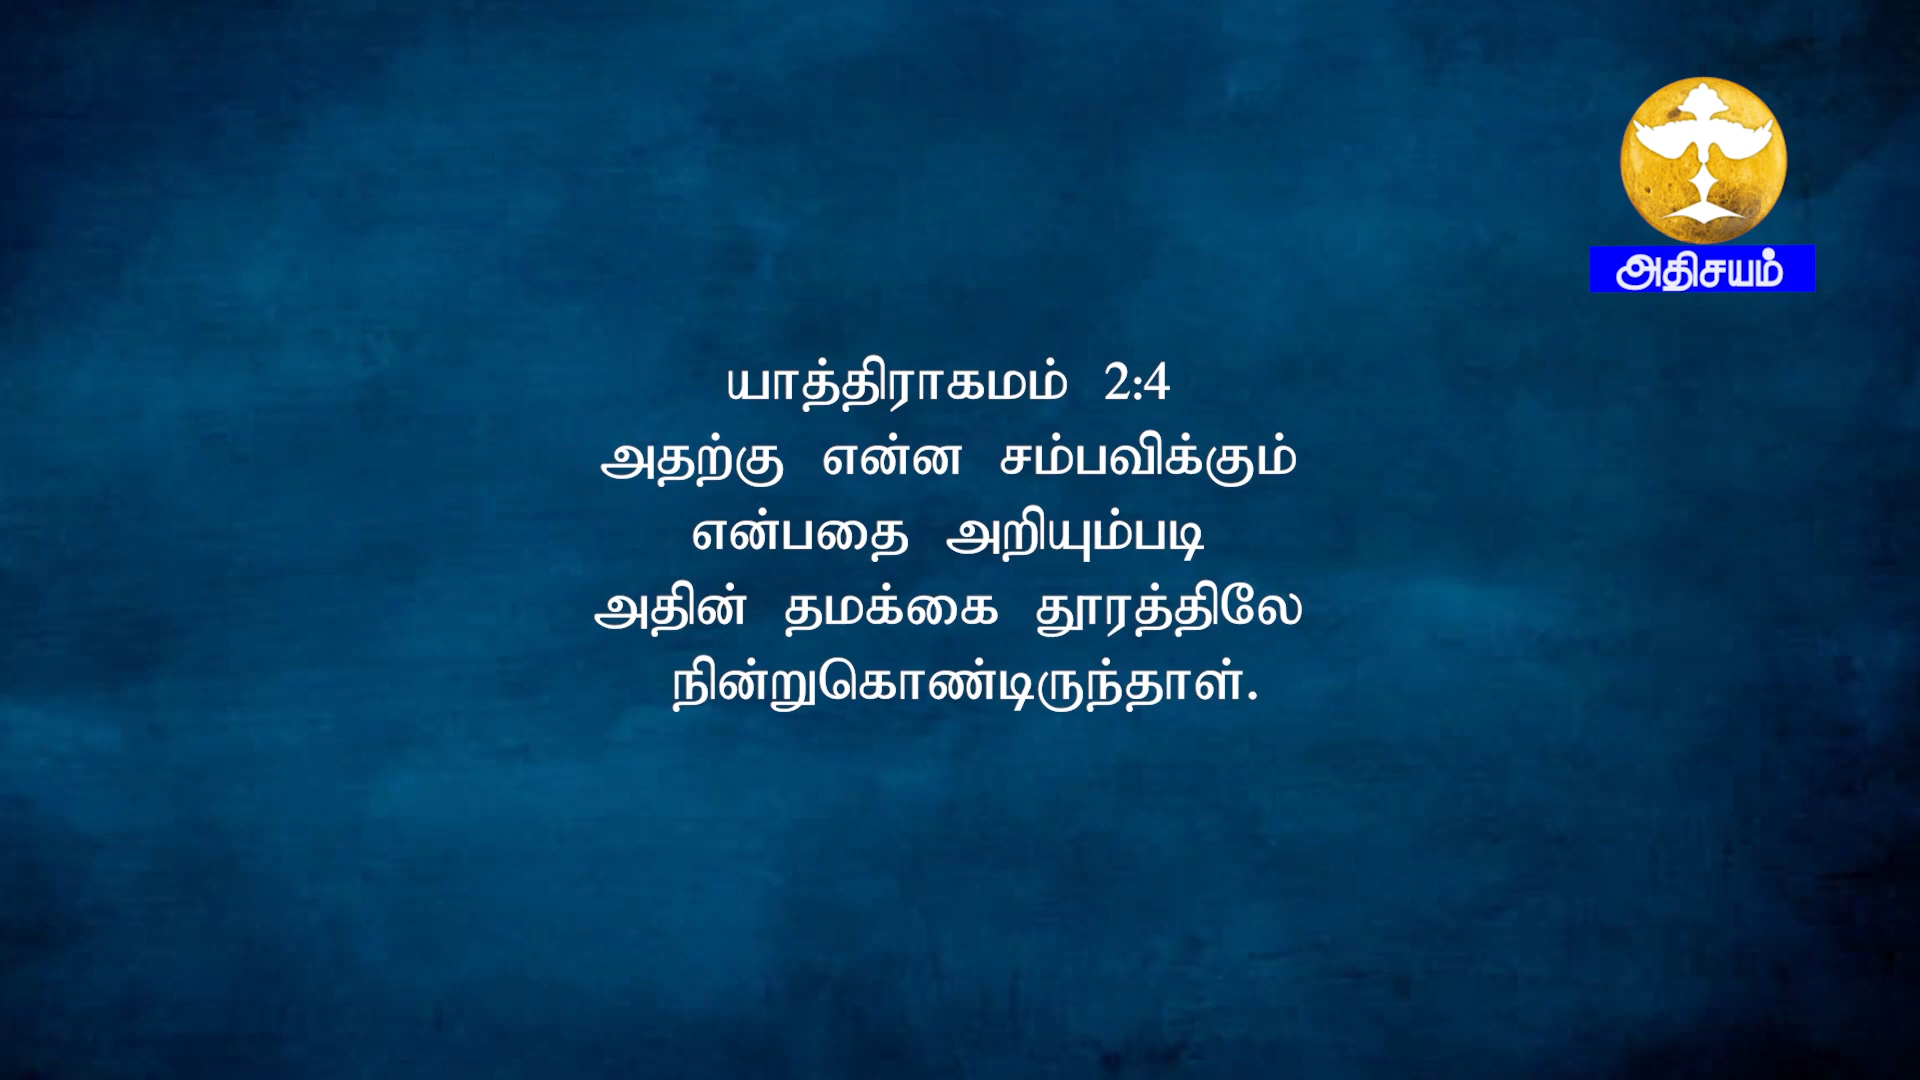 அதிசயம்
யாத்திராகமம் 2:4
அதற்கு என்ன சம்பவிக்கும்
என்பதை அறியும்படி
அதின் தமக்கை தூரத்திலே
நின்றுகொண்டிருந்தாள்.